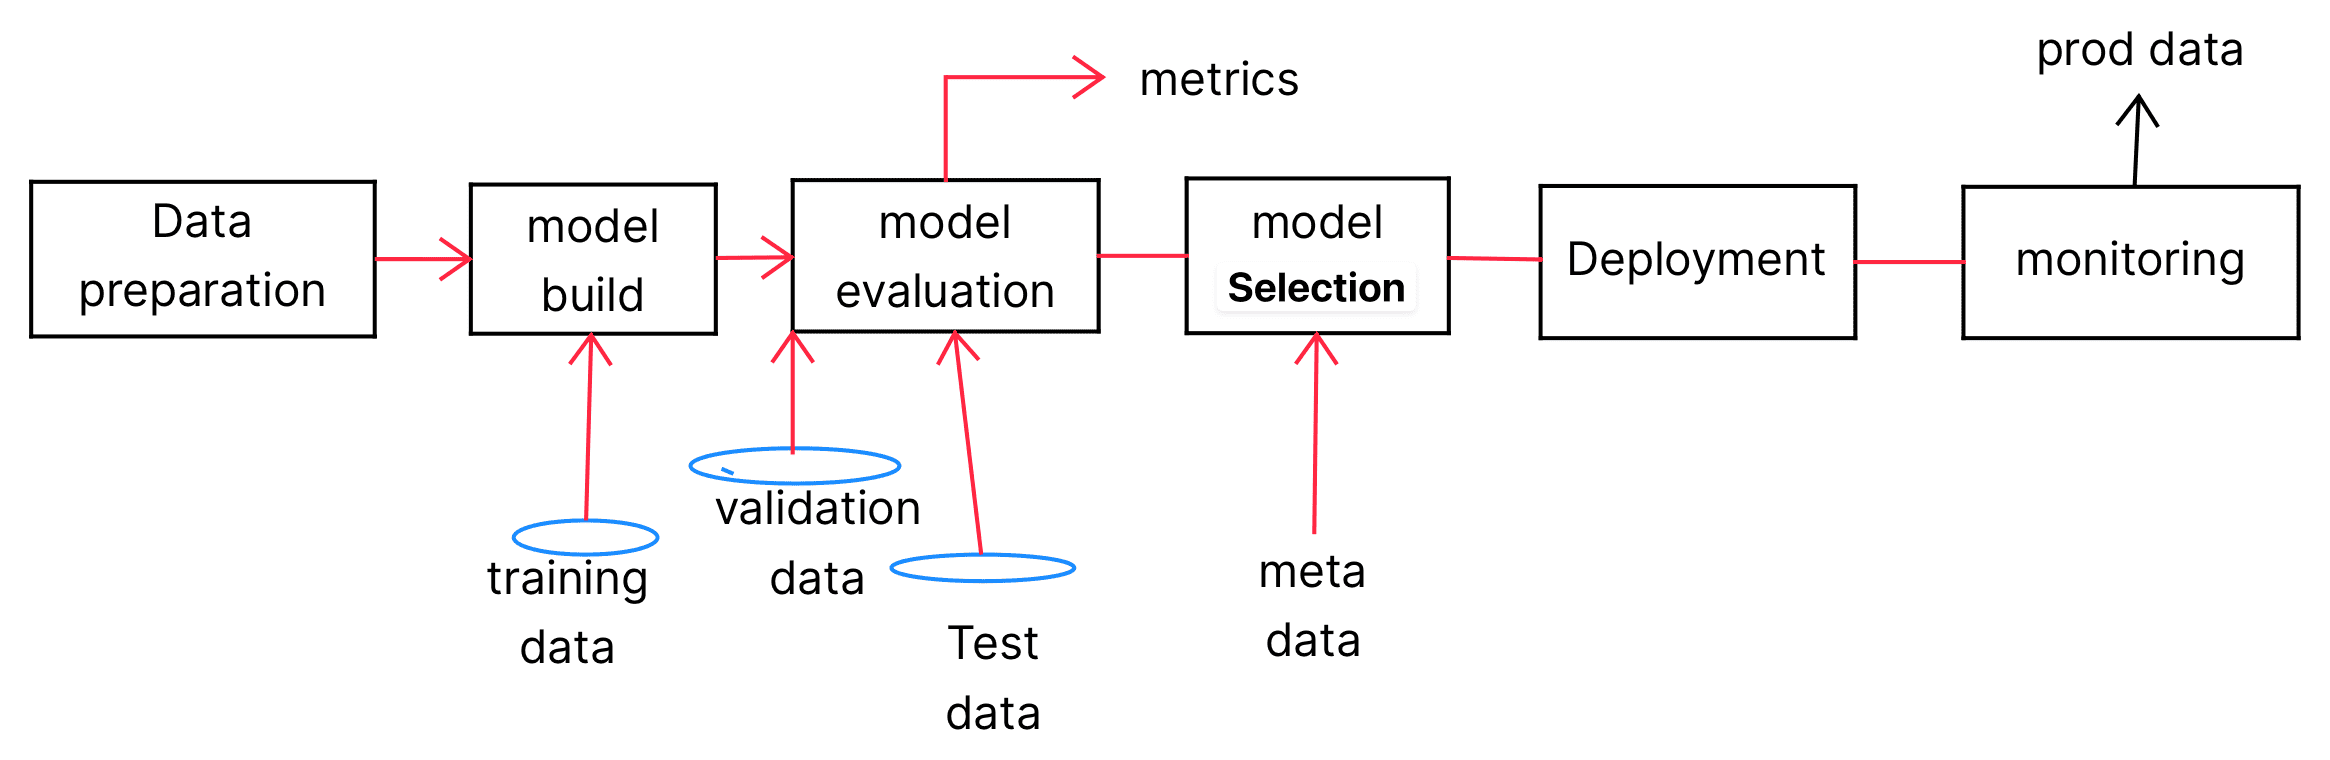 prod data
metrics
Data
preparation
model
build
model
evaluation
model
Selection
Deployment
monitoring
training
data
validation
data
Test
data
meta
data